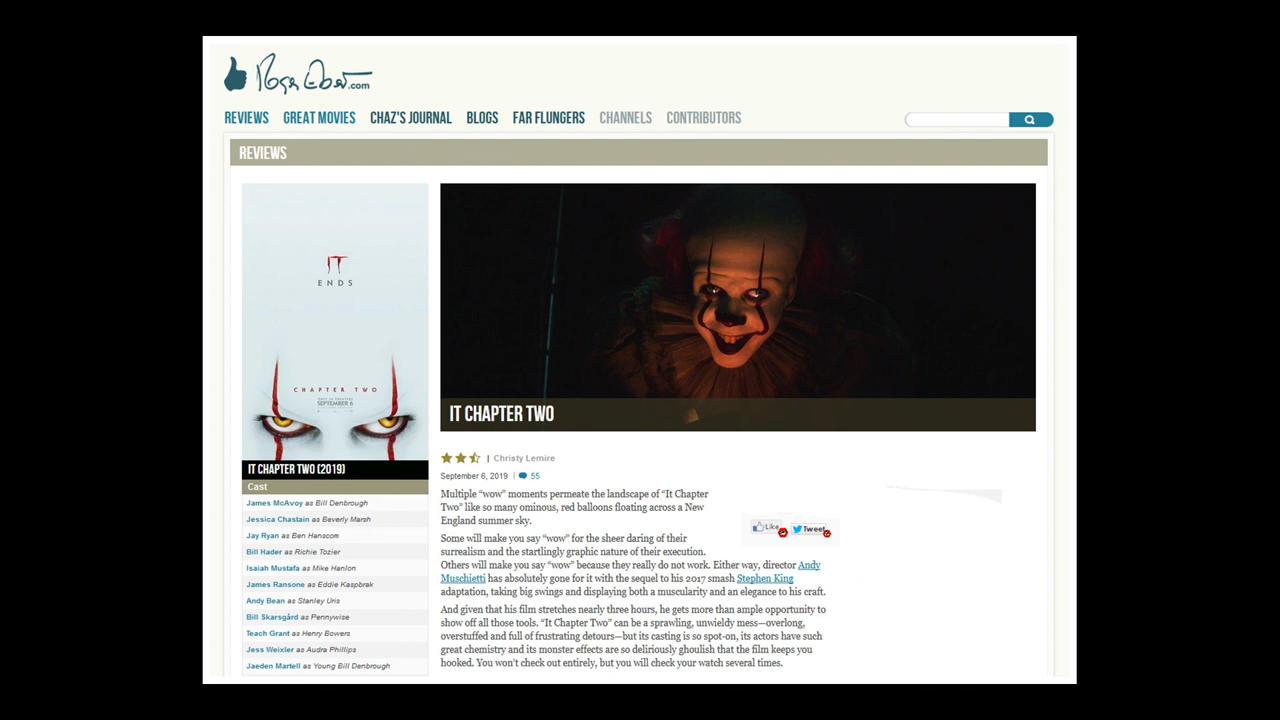 Roger Ebert.com
REVIEWS GREAT MOVIES CHAZ'S JOURNAL BLOGS FAR FLUNGERS CHANNELS CONTRIBUTORS
REVIEWS
IT
ENDS
CHAPTER TWO
SEPTEMBER 6
IT CHAPTER TWO (2019)
Cast
James McAvoy as Bill Denbrough
Jessica Chastain as Beverly Marsh
Jay Ryan as Ben Hanscom
Bill Hader as Richie Tozier
Isaiah Mustafa as Mike Hanlon
James Ransone as Eddie Kaspbrak
Andy Bean as Stanley Uris
Bill Skarsgård as Pennywise
Teach Grant as Henry Bowers
Jess Weixler as Audra Phillips
Jaeden Martell as Young Bill Denbrough
IT CHAPTER TWO
| Christy Lemire
September 6, 2019 | 55
Multiple “wow” moments permeate the landscape of “It Chapter
Two” like so many ominous, red balloons floating across a New
England summer sky.
Like Tweet
Some will make you say “wow” for the sheer daring of their
surrealism and the startlingly graphic nature of their execution.
Others will make you say “wow” because they really do not work. Either way, director Andy
Muschietti has absolutely gone for it with the sequel to his 2017 smash Stephen King
adaptation, taking big swings and displaying both a muscularity and an elegance to his craft.
And given that his film stretches nearly three hours, he gets more than ample opportunity to
show off all those tools. “It Chapter Two” can be a sprawling, unwieldy mess—overlong,
overstuffed and full of frustrating detours—but its casting is so spot-on, its actors have such
great chemistry and its monster effects are so deliriously ghoulish that the film keeps you
hooked. You won’t check out entirely, but you will check your watch several times.